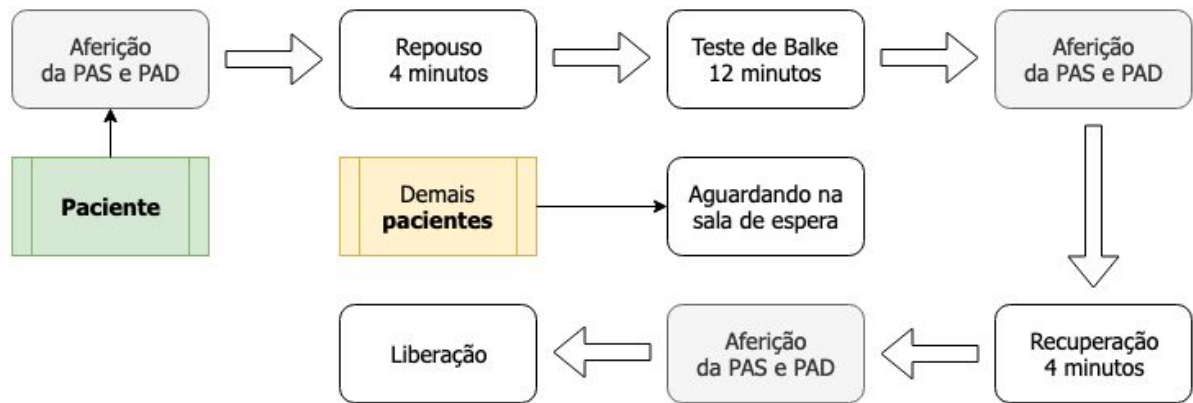 Aferição
da PAS e PAD
Repouso
4 minutos
Teste de Balke
12 minutos
Aferição
da PAS e PAD
Paciente
Demais
pacientes
Aguardando na
sala de espera
Liberação
Aferição
da PAS e PAD
Recuperação
4 minutos